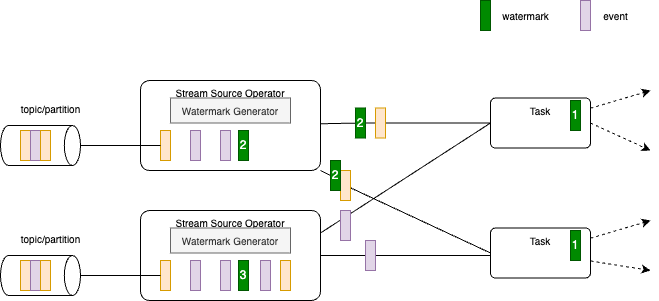 watermark
event
topic/partition
Stream Source Operator
Watermark Generator
2
2
Task
1
2
topic/partition
Stream Source Operator
Watermark Generator
3
Task
1